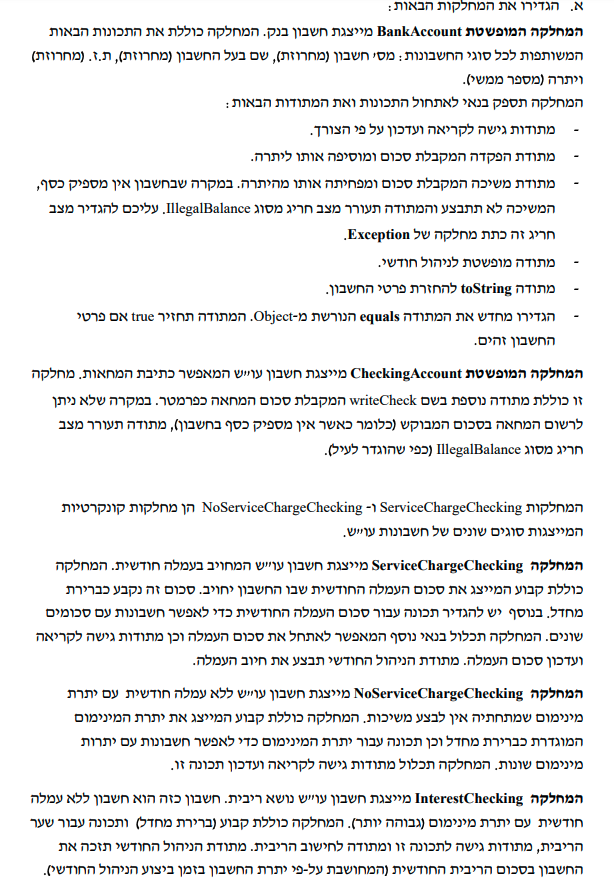 א. הגדירו את המחלקות הבאות:
המחלקה המופשטת BankAccount מייצגת חשבון בנק. המחלקה כוללת את התכונות הבאות
המשותפות לכל סוגי החשבונות: מס׳ חשבון (מחרוזת), שם בעל החשבון (מחרוזת), ת.ז. (מחרוזת)
ויתרה (מספר ממשי).
המחלקה תספק בנאי לאתחול התכונות ואת המתודות הבאות:
- מתודות גישה לקריאה ועדכון על פי הצורך.
- מתודת הפקדה המקבלת סכום ומוסיפה אותו ליתרה.
- מתודת משיכה המקבלת סכום ומפחיתה אותו מהיתרה. במקרה שבחשבון אין מספיק כסף,
המשיכה לא תתבצע והמתודה תעורר מצב חריג מסוג IllegalBalance. עליכם להגדיר מצב
חריג זה כתת מחלקה של Exception.
- מתודה מופשטת לניהול חודשי.
- מתודה toString להחזרת פרטי החשבון.
- הגדירו מחדש את המתודה equals הנורשת מ-Object. המתודה תחזיר true אם פרטי
החשבון זהים.
המחלקה המופשטת CheckingAccount מייצגת חשבון עו״ש המאפשר כתיבת המחאות. מחלקה
זו כוללת מתודה נוספת בשם writeCheck המקבלת סכום המחאה כפרמטר. במקרה שלא ניתן
לרשום המחאה בסכום המבוקש (כלומר כאשר אין מספיק כסף בחשבון), מתודה תעורר מצב
חריג מסוג IllegalBalance (כפי שהוגדר לעיל).
המחלקות ServiceChargeChecking ו- NoServiceChargeChecking הן מחלקות קונקרטיות
המייצגות סוגים שונים של חשבונות עו״ש.
המחלקה ServiceChargeChecking מייצגת חשבון עו״ש המחויב בעמלה חודשית. המחלקה
כוללת קבוע המייצג את סכום העמלה החודשית שבו החשבון יחויב. סכום זה נקבע כברירת
מחדל. בנוסף יש להגדיר תכונה עבור סכום העמלה החודשית כדי לאפשר חשבונות עם סכומים
שונים. המחלקה תכלול בנאי נוסף המאפשר לאתחל את סכום העמלה וכן מתודות גישה לקריאה
ועדכון סכום העמלה. מתודת הניהול החודשי תבצע את חיוב העמלה.
המחלקה NoServiceChargeChecking מייצגת חשבון עו״ש ללא עמלה חודשית עם יתרת
מינימום שמתחתיה אין לבצע משיכות. המחלקה כוללת קבוע המייצג את יתרת המינימום
המוגדרת כברירת מחדל וכן תכונה עבור יתרת המינימום כדי לאפשר חשבונות עם יתרות
מינימום שונות. המחלקה תכלול מתודות גישה לקריאה ועדכון תכונה זו.
המחלקה InterestChecking מייצגת חשבון עו״ש נושא ריבית. חשבון כזה הוא חשבון ללא עמלה
חודשית עם יתרת מינימום (גבוהה יותר). המחלקה כוללת קבוע (ברירת מחדל) ותכונה עבור שער
הריבית, מתודות גישה לתכונה זו ומתודה לחישוב הריבית. מתודת הניהול החודשי תזכה את
החשבון בסכום הריבית החודשית (המחושבת על-פי יתרת החשבון בזמן ביצוע הניהול החודשי).